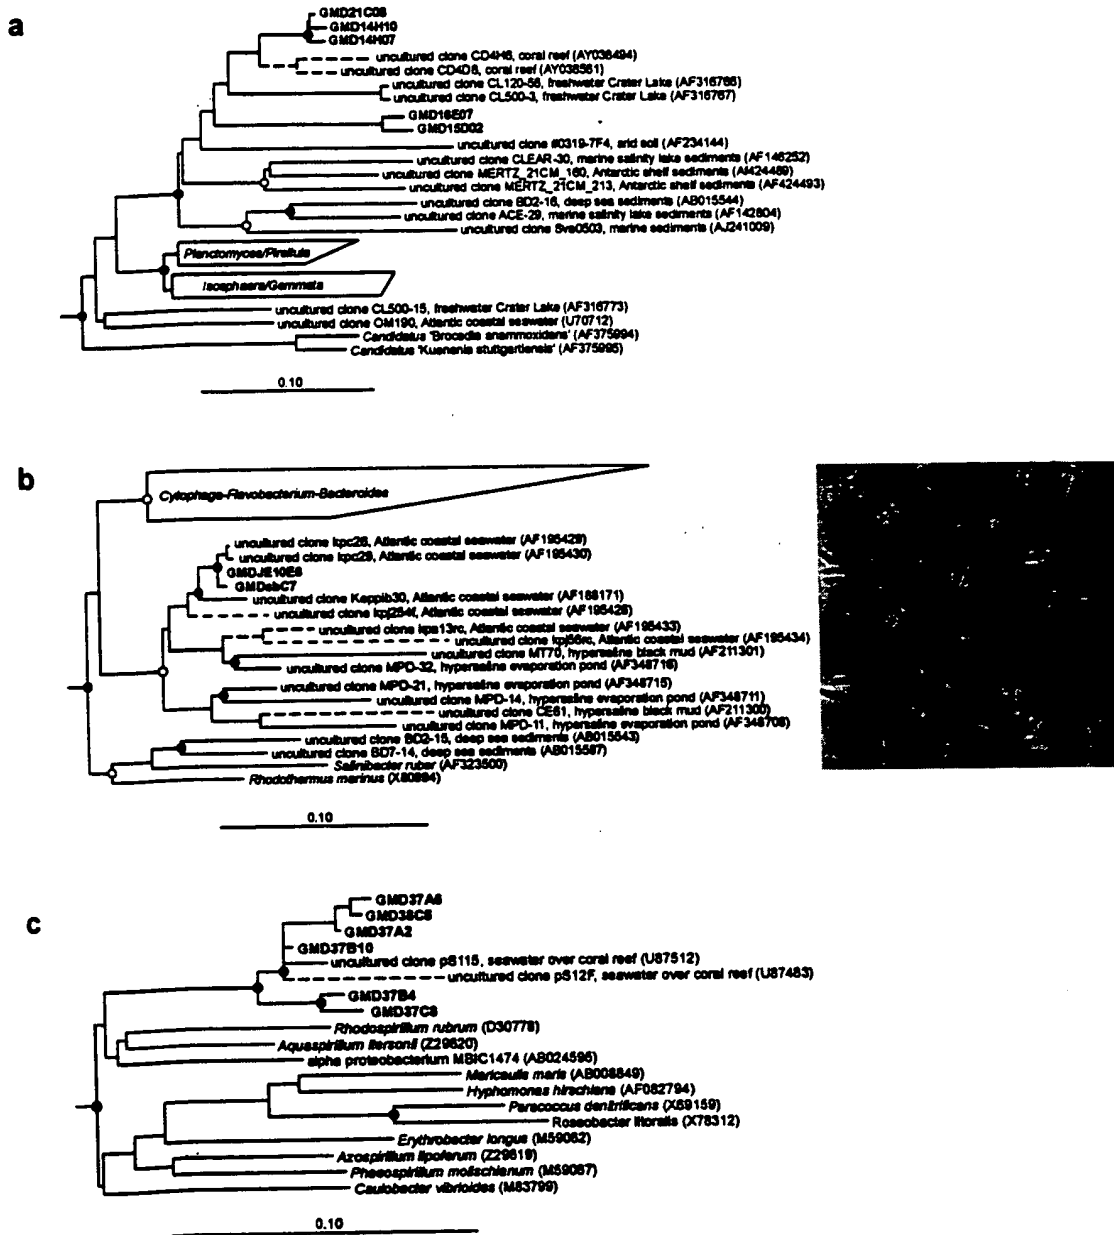 a
GMD21C08
GMD14H10
GMD14H07
uncultured clone CD4H6, coral reef (AY038494)
uncultured clone CD4D8, coral reef (AY038581)
uncultured clone CL120-56, freshwater Crater Lake (AF316766)
uncultured clone CL500-3, freshwater Crater Lake (AF316767)
GMD16E07
GMD15D02
uncultured clone #0319-7F4, arid soil (AF234144)
uncultured clone CLEAR-30, marine salinity lake sediments (AF146252)
uncultured clone MERTZ_21CM_160, Antarctic shelf sediments (AF424469)
uncultured clone MERTZ_21CM_213, Antarctic shelf sediments (AF424493)
uncultured clone BD2-16, deep sea sediments (AB015544)
uncultured clone ACE-29, marine salinity lake sediments (AF142804)
uncultured clone Sva0503, marine sediments (AJ241009)
Planctomyces/Pirellula
Isosphaera/Gemmata
uncultured clone CL500-15, freshwater Crater Lake (AF316773)
uncultured clone OM190, Atlantic coastal seawater (U70712)
Candidatus 'Brocadia anammoxidans' (AF375994)
Candidatus 'Kuenenia stuttgartiensis' (AF375995)
0.10
b
Cytophaga-Flavobacterium-Bacteroides
uncultured clone kpc28, Atlantic coastal seawater (AF195429)
uncultured clone kpc29, Atlantic coastal seawater (AF195430)
GMDJE10E6
GMDsbC7
uncultured clone Kappib30, Atlantic coastal seawater (AF188171)
uncultured clone kpj254f, Atlantic coastal seawater (AF195428)
uncultured clone kps13rc, Atlantic coastal seawater (AF195433)
uncultured clone kpj58rc, Atlantic coastal seawater (AF195434)
uncultured clone MT70, hypersaline black mud (AF211301)
uncultured clone MPD-32, hypersaline evaporation pond (AF348716)
uncultured clone MPD-21, hypersaline evaporation pond (AF348715)
uncultured clone MPD-14, hypersaline evaporation pond (AF348711)
uncultured clone CE61, hypersaline black mud (AF211300)
uncultured clone MPD-11, hypersaline evaporation pond (AF348708)
uncultured clone BD2-15, deep sea sediments (AB015543)
uncultured clone BD7-14, deep sea sediments (AB015587)
Salinibacter ruber (AF323500)
Rhodothermus marinus (X80994)
0.10
c
GMD37A6
GMD38C5
GMD37A2
GMD37B10
uncultured clone pS115, seawater over coral reef (U87512)
uncultured clone pS12F, seawater over coral reef (U87483)
GMD37B4
GMD37C8
Rhodospirillum rubrum (D30778)
Aquaspirillum itersonii (Z29620)
alpha proteobacterium MBIC1474 (AB024595)
Maricaulis maris (AB008849)
Hyphomonas hirschiana (AF082794)
Paracoccus denitrificans (X69159)
Roseobacter litoralis (X78312)
Erythrobacter longus (M59062)
Azospirillum lipoferum (Z29619)
Phaeospirillum molischianum (M59067)
Caulobacter vibrioides (M83799)
0.10